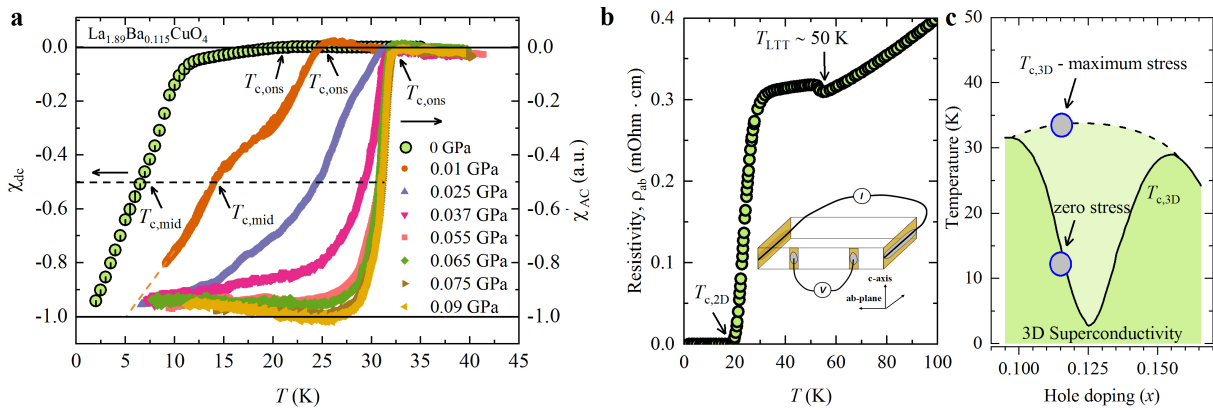 a
La1.89Ba0.115CuO4
0.0
-0.2
-0.4
-0.6
-0.8
-1.0
χdc
0.0
-0.2
-0.4
-0.6
-0.8
-1.0
χ'AC (a.u.)
Tc,ons
Tc,ons
Tc,ons
Tc,mid
Tc,mid
0 GPa
0.01 GPa
0.025 GPa
0.037 GPa
0.055 GPa
0.065 GPa
0.075 GPa
0.09 GPa
0 5 10 15 20 25 30 35 40 45
T (K)
b
Resistivity, ρab (mOhm · cm)
0.4
0.3
0.2
0.1
0.0
TLTT ~ 50 K
Tc,2D
I
V
c-axis
ab-plane
0 20 40 60 80 100
T (K)
c
Temperature (K)
50
40
30
20
10
0
Tc,3D - maximum stress
zero stress
Tc,3D
3D Superconductivity
0.100 0.125 0.150
Hole doping (x)